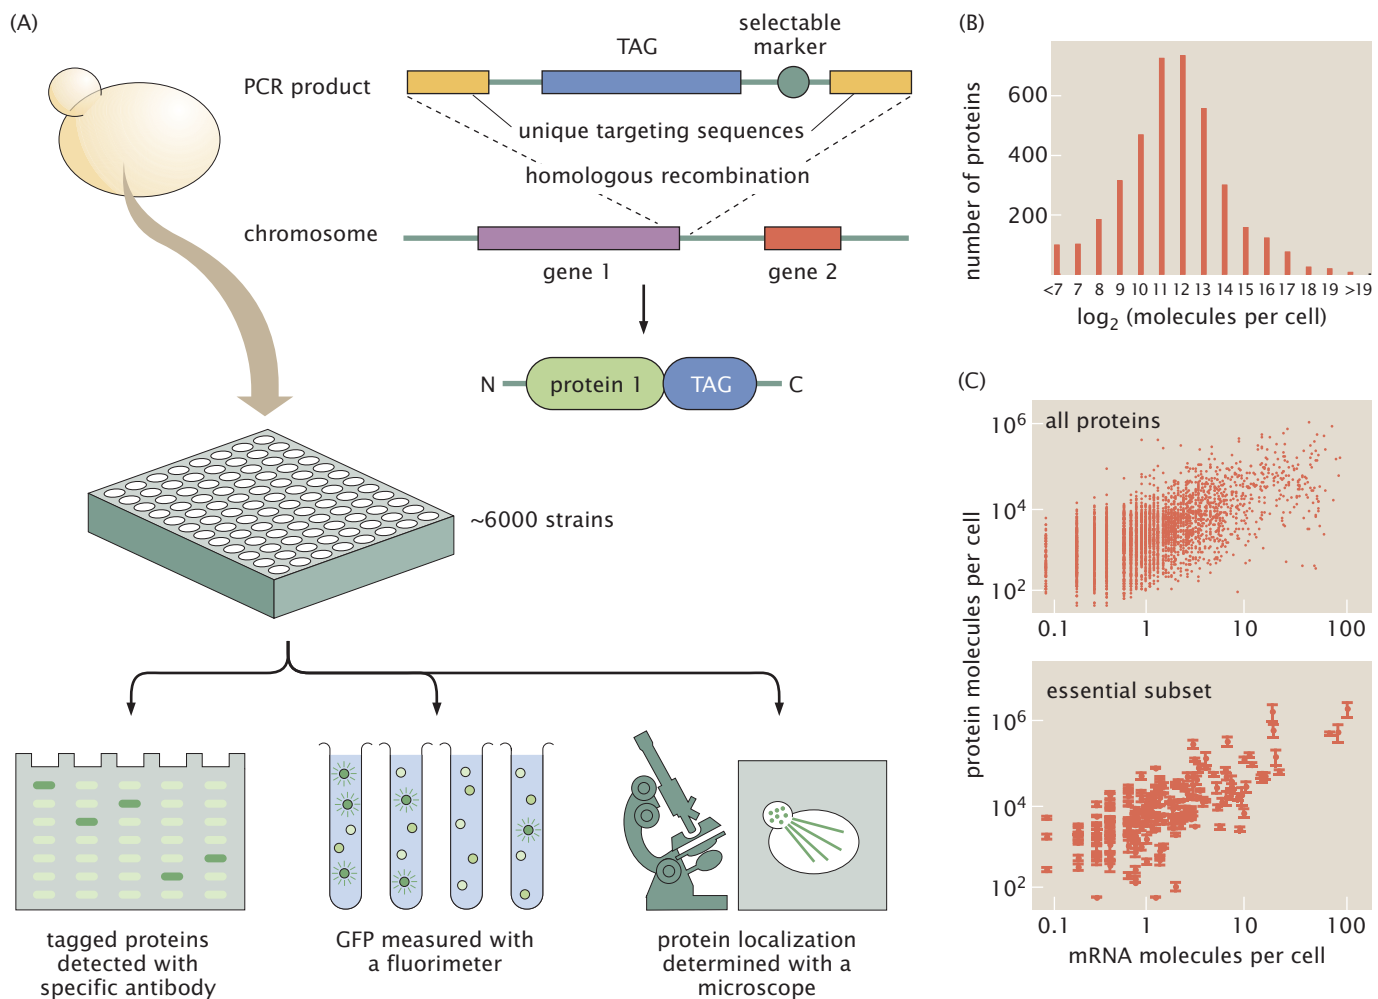 (A)
selectable
marker
TAG
PCR product
unique targeting sequences
homologous recombination
chromosome
gene 1
gene 2
N
protein 1
TAG
C
~6000 strains
tagged proteins
detected with
specific antibody
GFP measured with
a fluorimeter
protein localization
determined with a
microscope
(B)
number of proteins
600
400
200
<7 7 8 9 10 11 12 13 14 15 16 17 18 19 >19
log2 (molecules per cell)
(C)
protein molecules per cell
all proteins
10^6
10^4
10^2
0.1 1 10 100
essential subset
10^6
10^4
10^2
0.1 1 10 100
mRNA molecules per cell